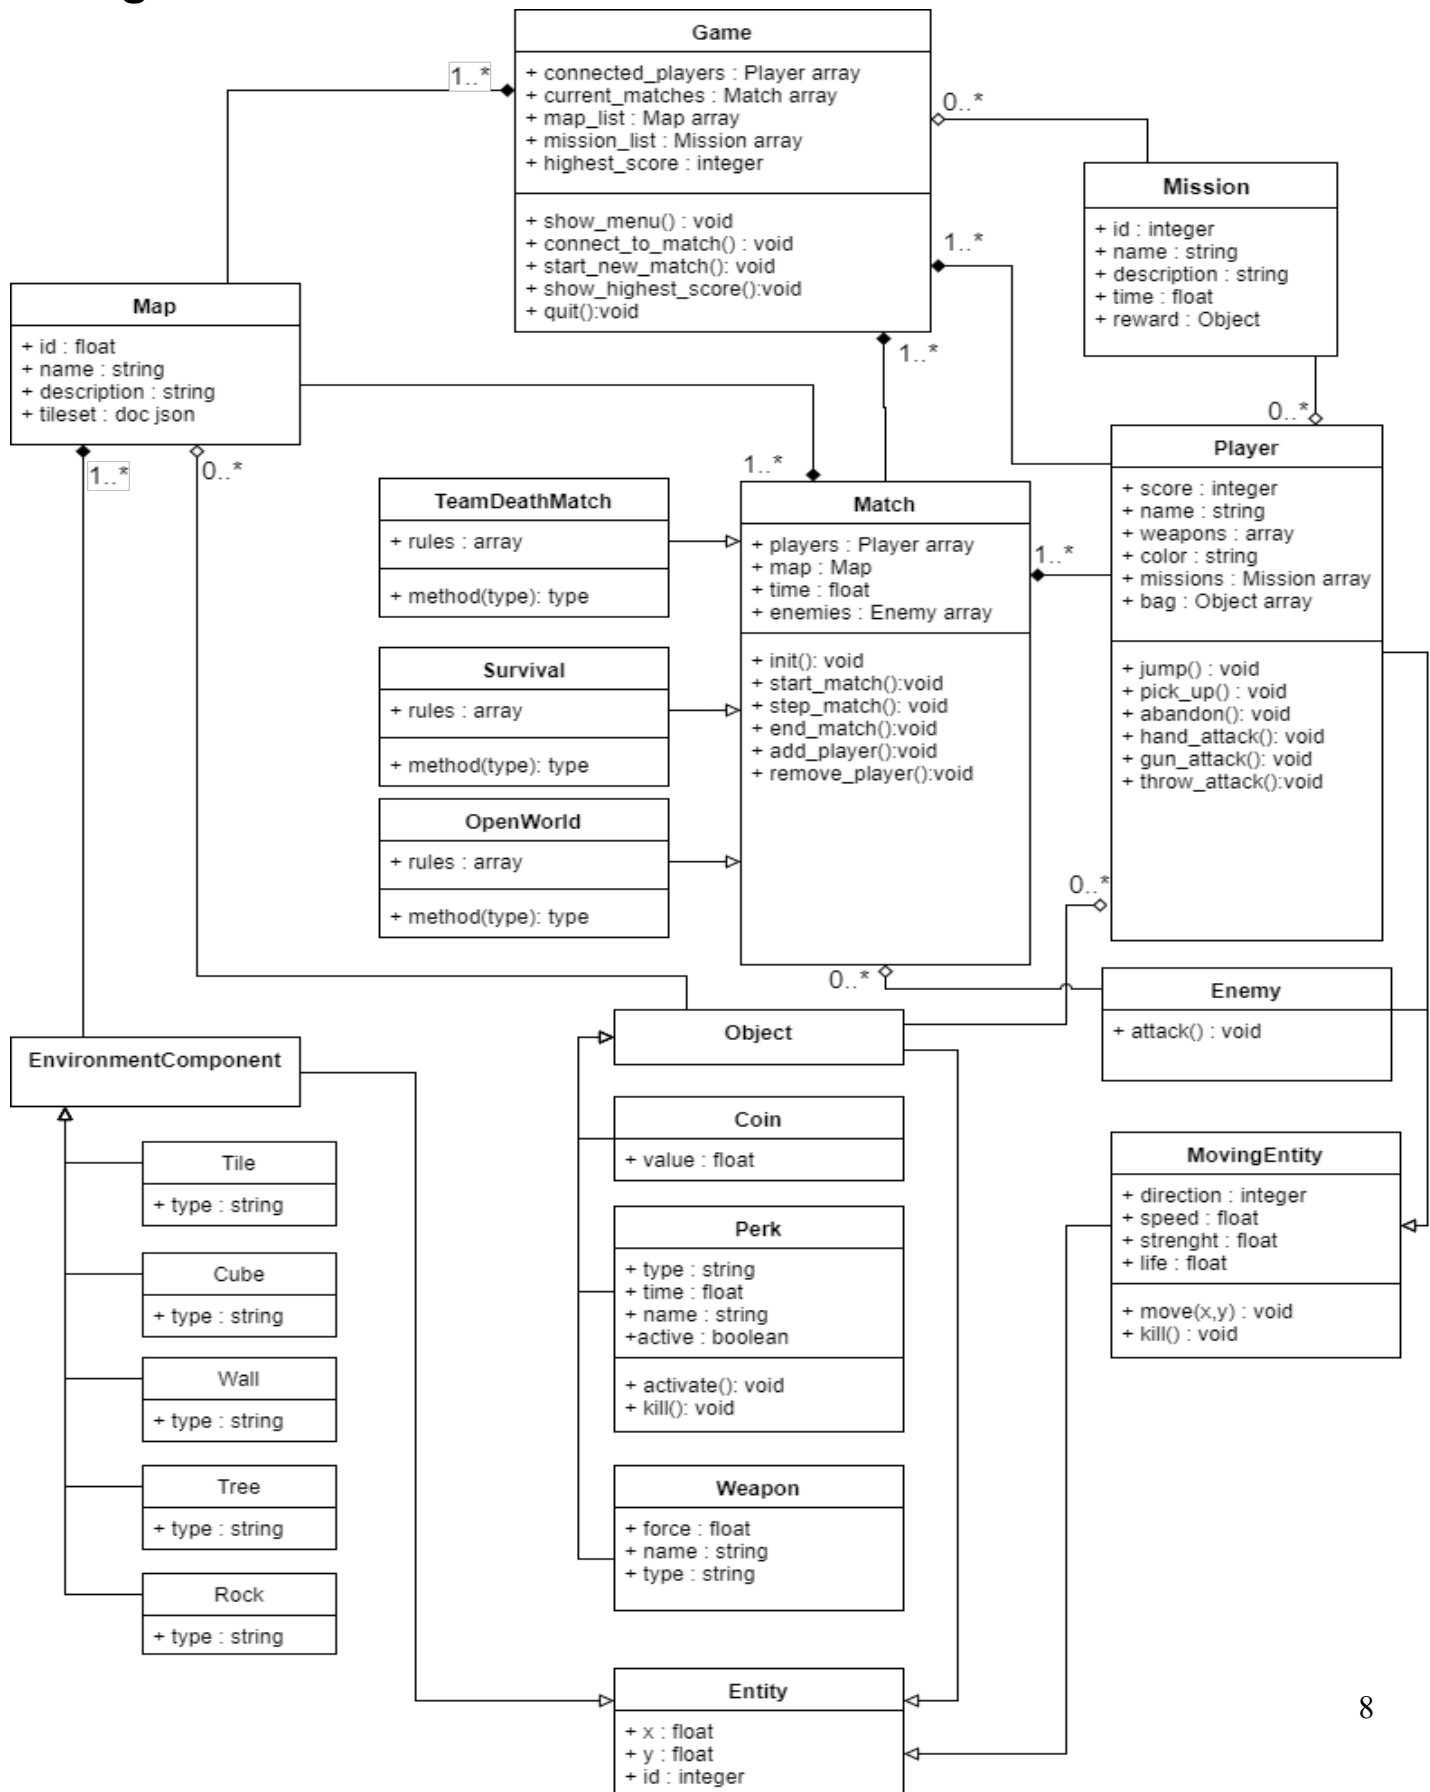 g
Game
+ connected_players : Player array
+ current_matches : Match array
+ map_list : Map array
+ mission_list : Mission array
+ highest_score : integer
+ show_menu() : void
+ connect_to_match() : void
+ start_new_match(): void
+ show_highest_score():void
+ quit():void
1..*
0..*
1..*
1..*
Mission
+ id : integer
+ name : string
+ description : string
+ time : float
+ reward : Object
Map
+ id : float
+ name : string
+ description : string
+ tileset : doc json
1..*
0..*
0..*
Player
+ score : integer
+ name : string
+ weapons : array
+ color : string
+ missions : Mission array
+ bag : Object array
+ jump() : void
+ pick_up() : void
+ abandon(): void
+ hand_attack(): void
+ gun_attack(): void
+ throw_attack():void
0..*
TeamDeathMatch
+ rules : array
+ method(type): type
Survival
+ rules : array
+ method(type): type
OpenWorld
+ rules : array
+ method(type): type
1..*
Match
+ players : Player array
+ map : Map
+ time : float
+ enemies : Enemy array
+ init(): void
+ start_match():void
+ step_match(): void
+ end_match():void
+ add_player():void
+ remove_player():void
1..*
0..*
Enemy
+ attack() : void
Object
Coin
+ value : float
Perk
+ type : string
+ time : float
+ name : string
+active : boolean
+ activate(): void
+ kill(): void
Weapon
+ force : float
+ name : string
+ type : string
EnvironmentComponent
Tile
+ type : string
Cube
+ type : string
Wall
+ type : string
Tree
+ type : string
Rock
+ type : string
MovingEntity
+ direction : integer
+ speed : float
+ strenght : float
+ life : float
+ move(x,y) : void
+ kill() : void
Entity
+ x : float
+ y : float
+ id : integer
8